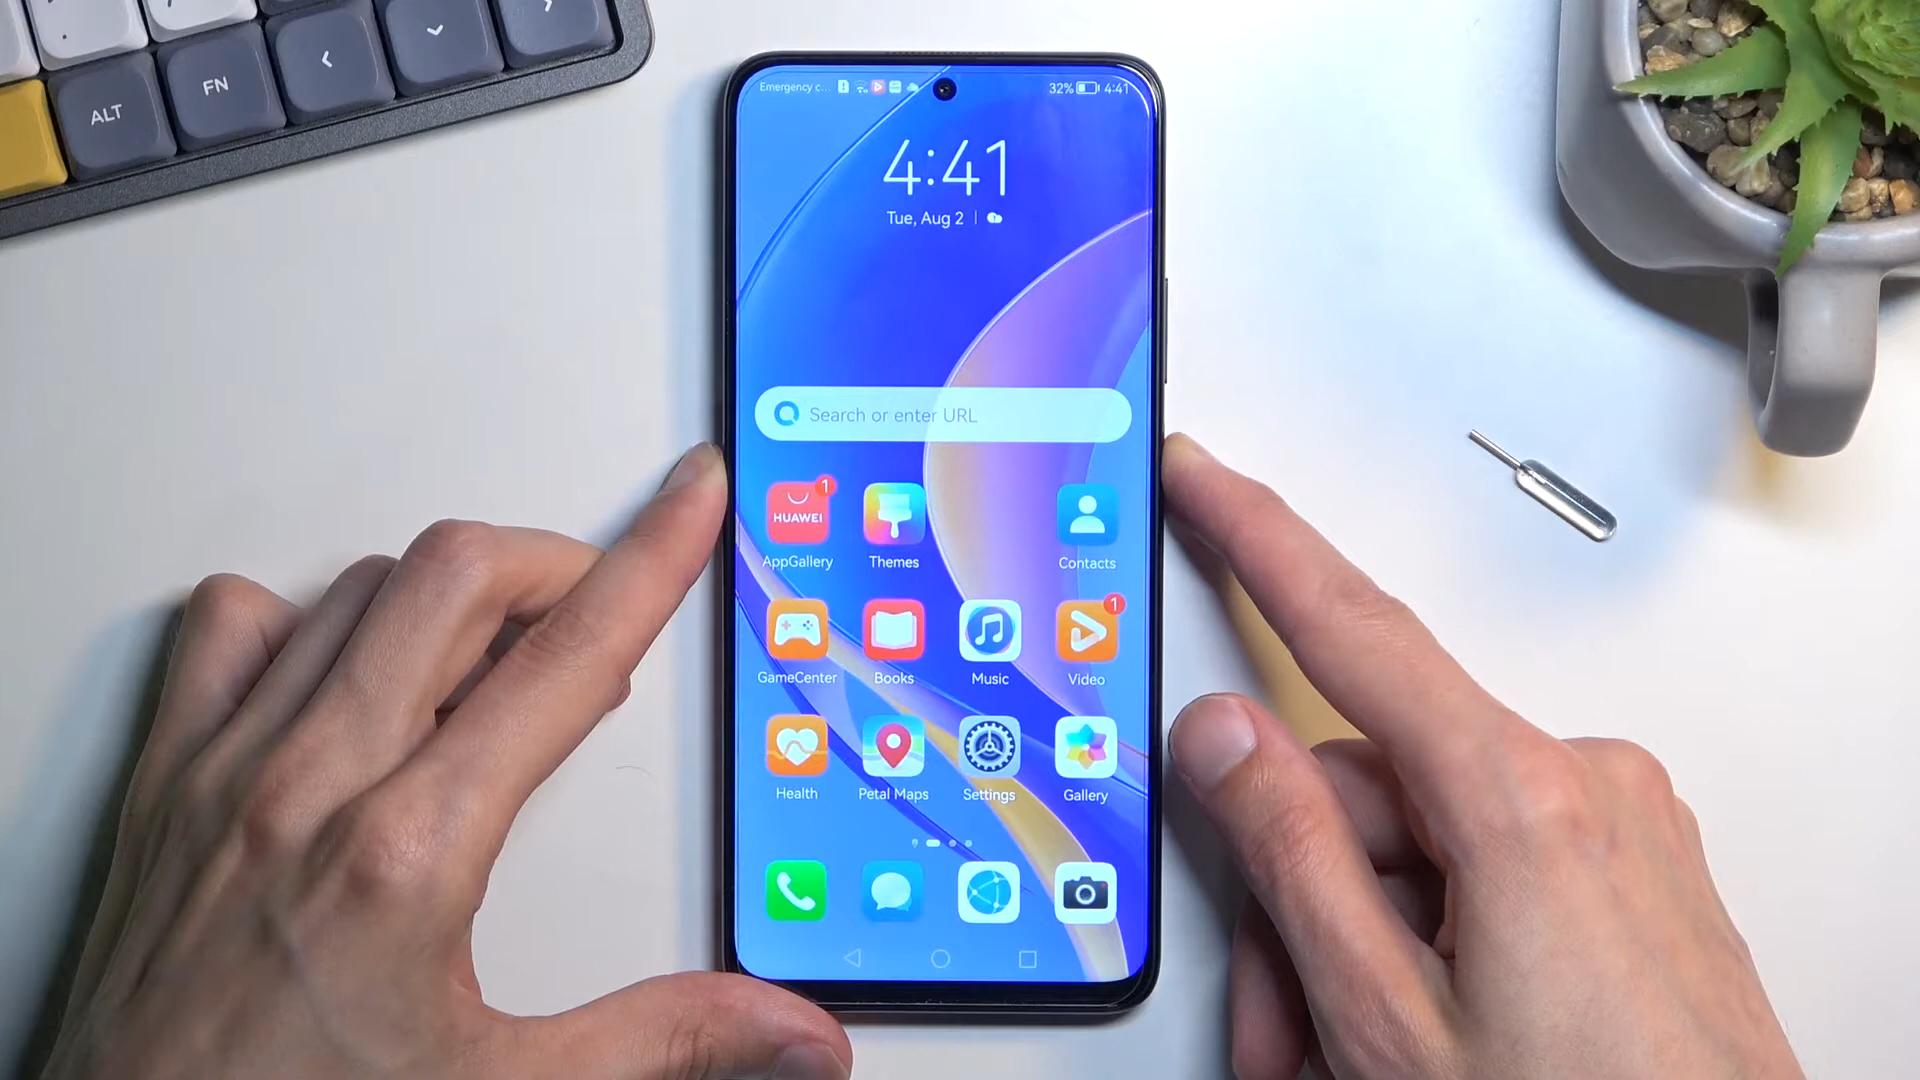 ALT
FN
Emergency c...
32% 4:41
4:41
Tue, Aug 2
Search or enter URL
HUAWEI
1
AppGallery
Themes
Contacts
1
GameCenter
Books
Music
Video
Health
Petal Maps
Settings
Gallery